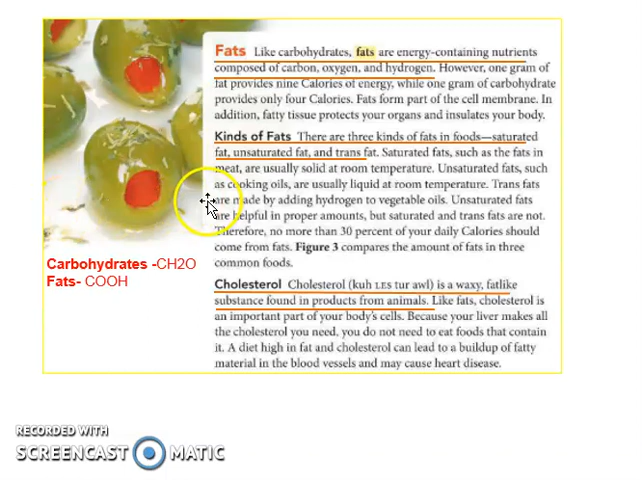 Fats Like carbohydrates, fats are energy-containing nutrients
composed of carbon, oxygen, and hydrogen. However, one gram of
fat provides nine Calories of energy, while one gram of carbohydrate
provides only four Calories. Fats form part of the cell membrane. In
addition, fatty tissue protects your organs and insulates your body.
Kinds of Fats There are three kinds of fats in foods—saturated
fat, unsaturated fat, and trans fat. Saturated fats, such as the fats in
meat, are usually solid at room temperature. Unsaturated fats, such
as cooking oils, are usually liquid at room temperature. Trans fats
are made by adding hydrogen to vegetable oils. Unsaturated fats
are helpful in proper amounts, but saturated and trans fats are not.
Therefore, no more than 30 percent of your daily Calories should
come from fats. Figure 3 compares the amount of fats in three
common foods.
Carbohydrates -CH2O
Fats- COOH
Cholesterol Cholesterol (kuh LES tur awl) is a waxy, fatlike
substance found in products from animals. Like fats, cholesterol is
an important part of your body's cells. Because your liver makes all
the cholesterol you need, you do not need to eat foods that contain
it. A diet high in fat and cholesterol can lead to a buildup of fatty
material in the blood vessels and may cause heart disease.
RECORDED WITH
SCREENCAST MATIC